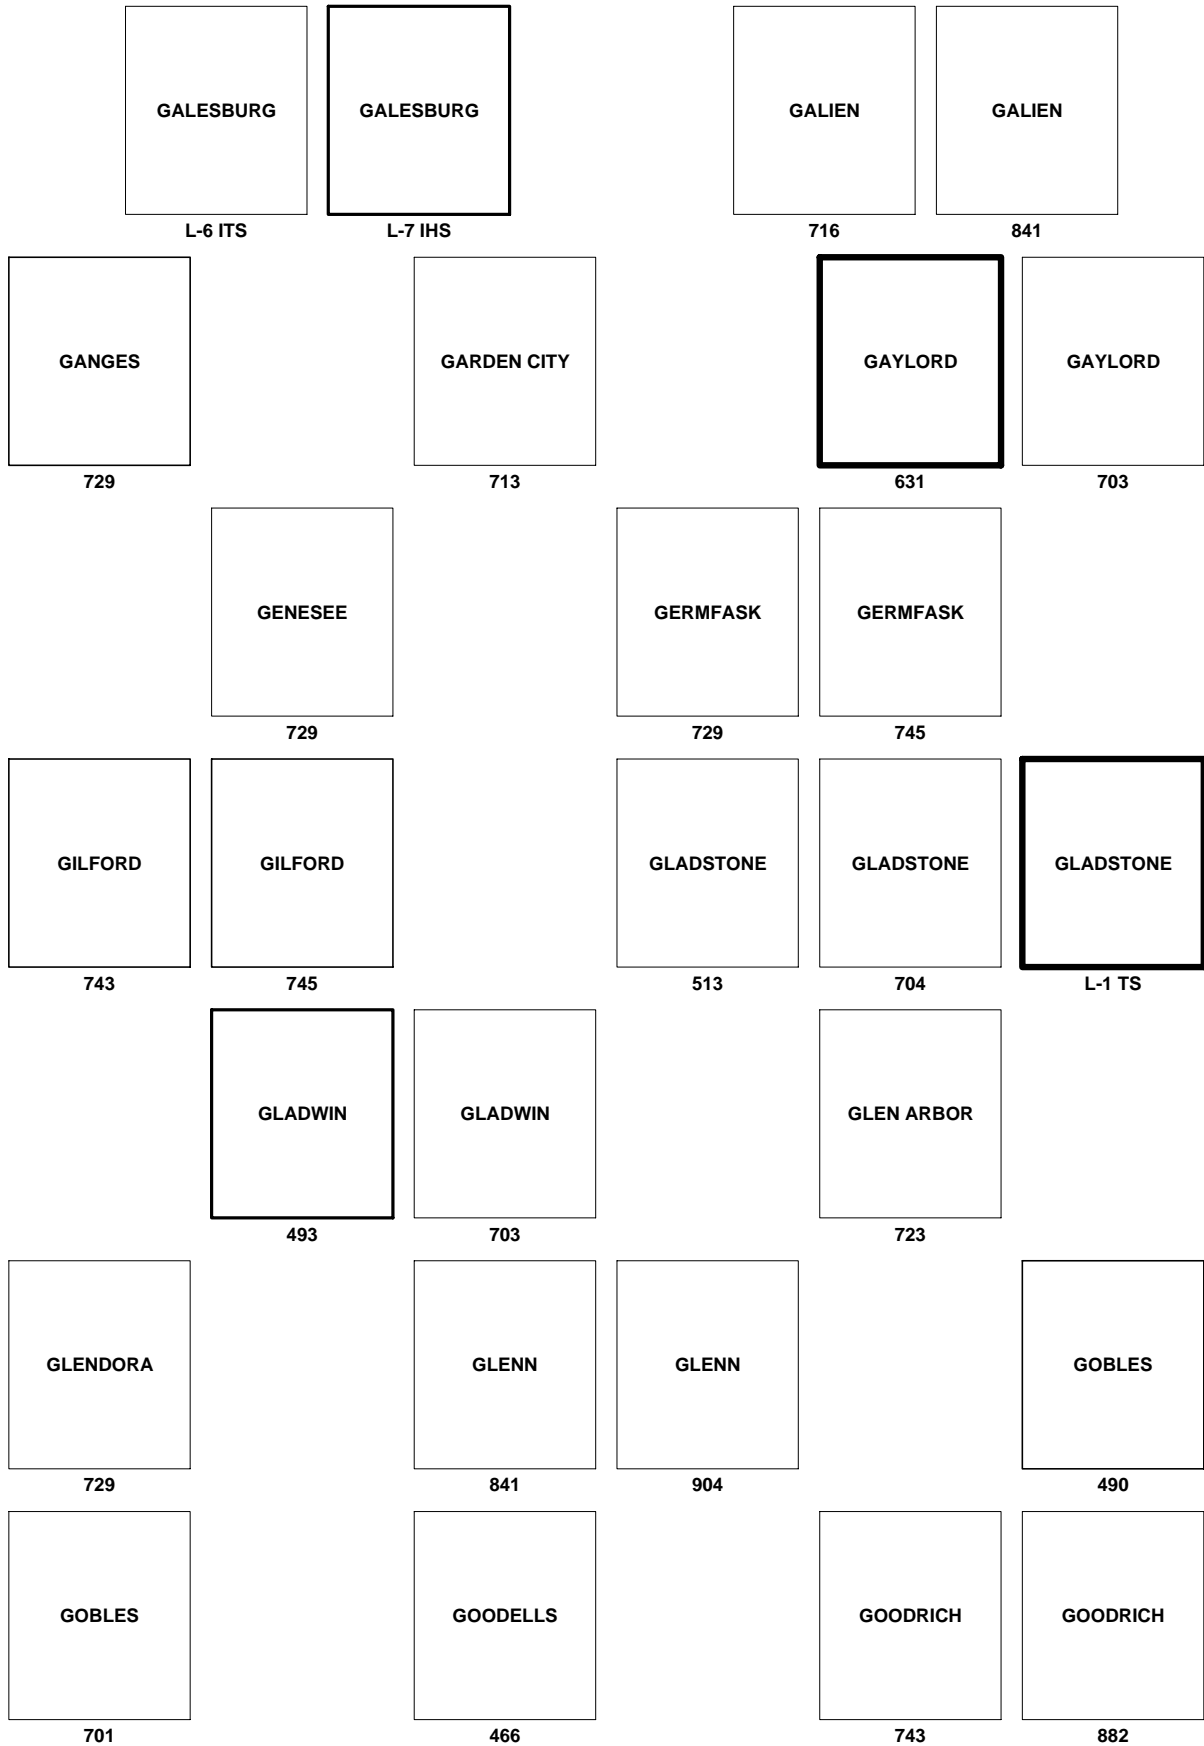 GALESBURG GALESBURG GALIEN GALIEN
L-6 ITS L-7 IHS 716 841
GANGES GARDEN CITY GAYLORD GAYLORD
729 713 631 703
GENESEE GERMFASK GERMFASK
729 729 745
GILFORD GILFORD GLADSTONE GLADSTONE GLADSTONE
743 745 513 704 L-1 TS
GLADWIN GLADWIN GLEN ARBOR
493 703 723
GLENDORA GLENN GLENN GOBLES
729 841 904 490
GOBLES GOODELLS GOODRICH GOODRICH
701 466 743 882